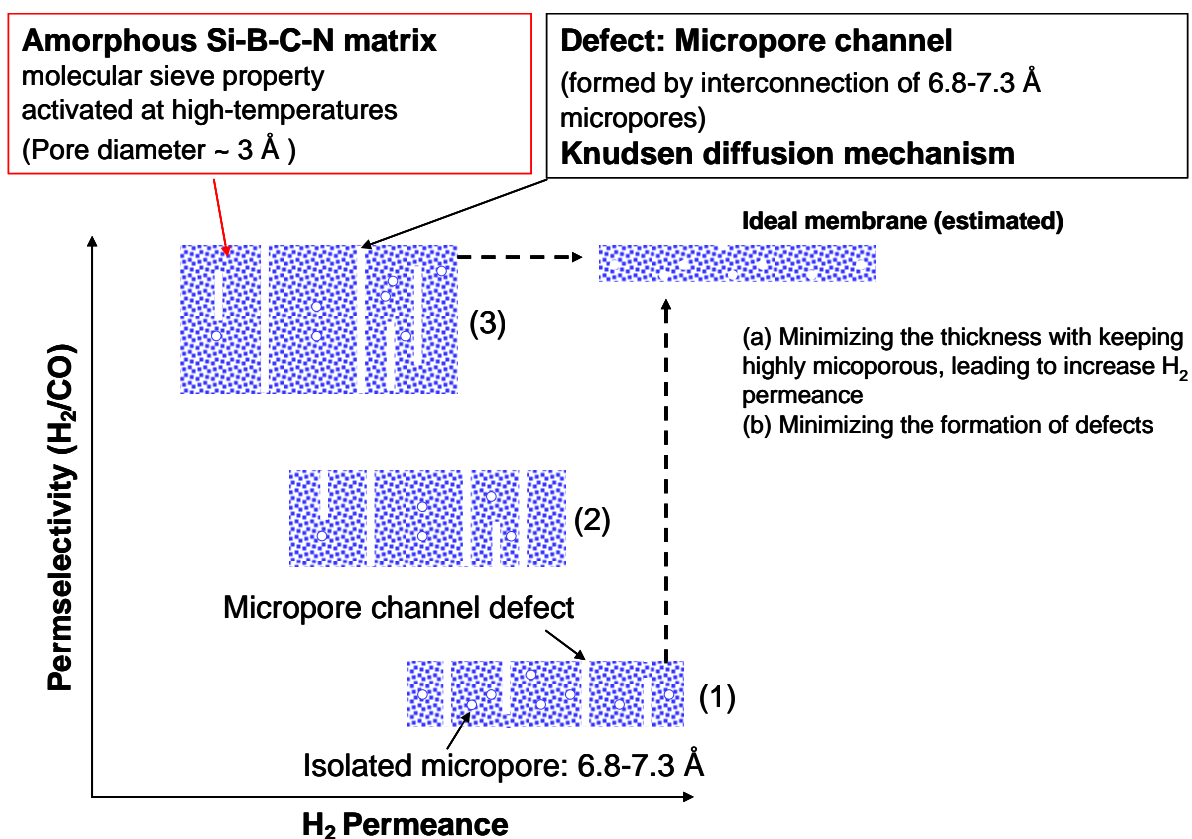 Amorphous Si-B-C-N matrix
molecular sieve property
activated at high-temperatures
(Pore diameter ~ 3 Å )
Defect: Micropore channel
(formed by interconnection of 6.8-7.3 Å
micropores)
Knudsen diffusion mechanism
Ideal membrane (estimated)
(3)
(a) Minimizing the thickness with keeping
highly micoporous, leading to increase H₂
permeance
(b) Minimizing the formation of defects
Permselectivity (H₂/CO)
(2)
Micropore channel defect
(1)
Isolated micropore: 6.8-7.3 Å
H₂ Permeance